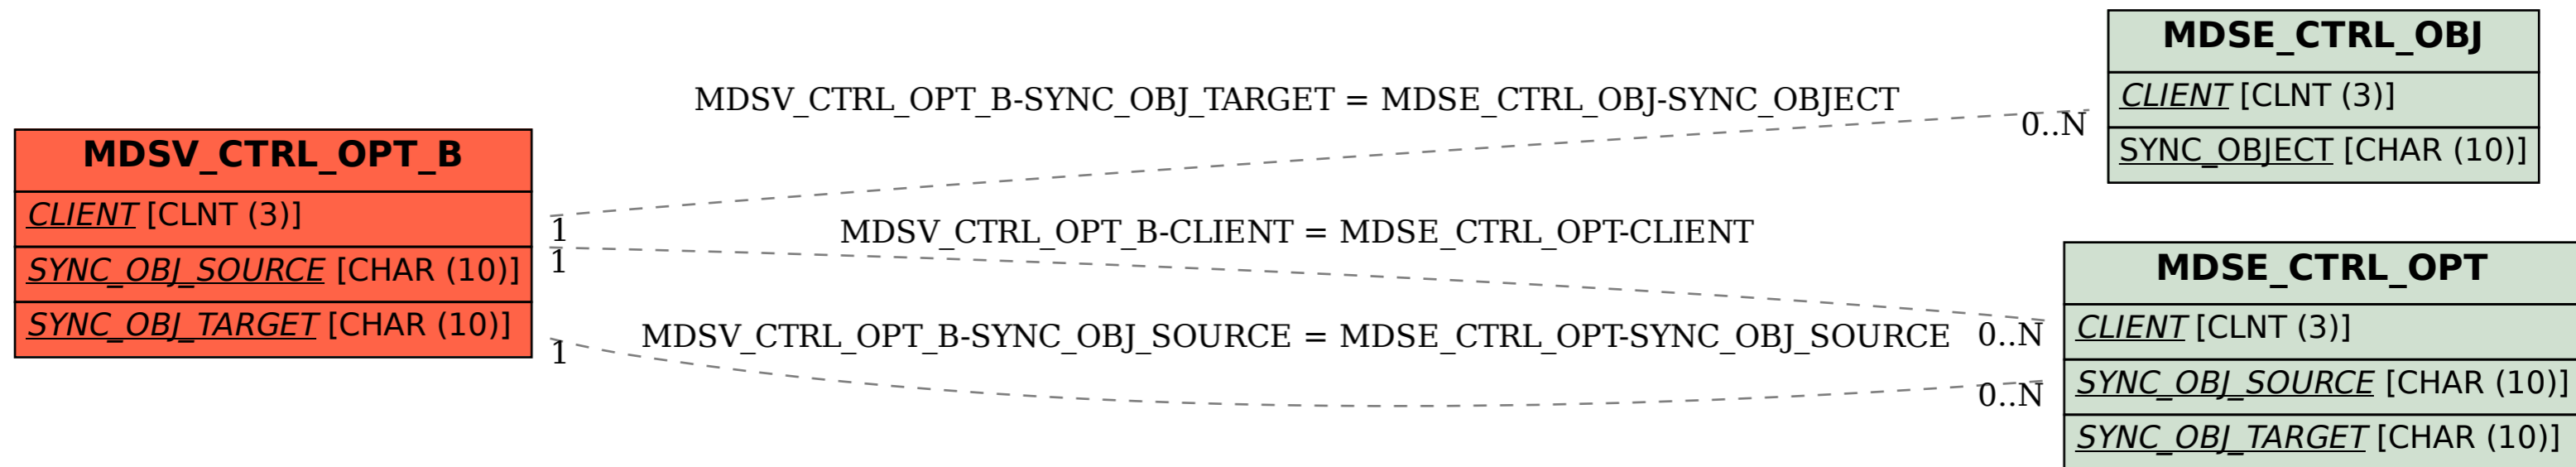 MDSV_CTRL_OPT_B
CLIENT [CLNT (3)]
SYNC_OBJ_SOURCE [CHAR (10)]
SYNC_OBJ_TARGET [CHAR (10)]
MDSV_CTRL_OPT_B-SYNC_OBJ_TARGET = MDSE_CTRL_OBJ-SYNC_OBJECT
0..N
1
MDSV_CTRL_OPT_B-CLIENT = MDSE_CTRL_OPT-CLIENT
1
0..N
MDSV_CTRL_OPT_B-SYNC_OBJ_SOURCE = MDSE_CTRL_OPT-SYNC_OBJ_SOURCE
1
0..N
MDSE_CTRL_OBJ
CLIENT [CLNT (3)]
SYNC_OBJECT [CHAR (10)]
MDSE_CTRL_OPT
CLIENT [CLNT (3)]
SYNC_OBJ_SOURCE [CHAR (10)]
SYNC_OBJ_TARGET [CHAR (10)]